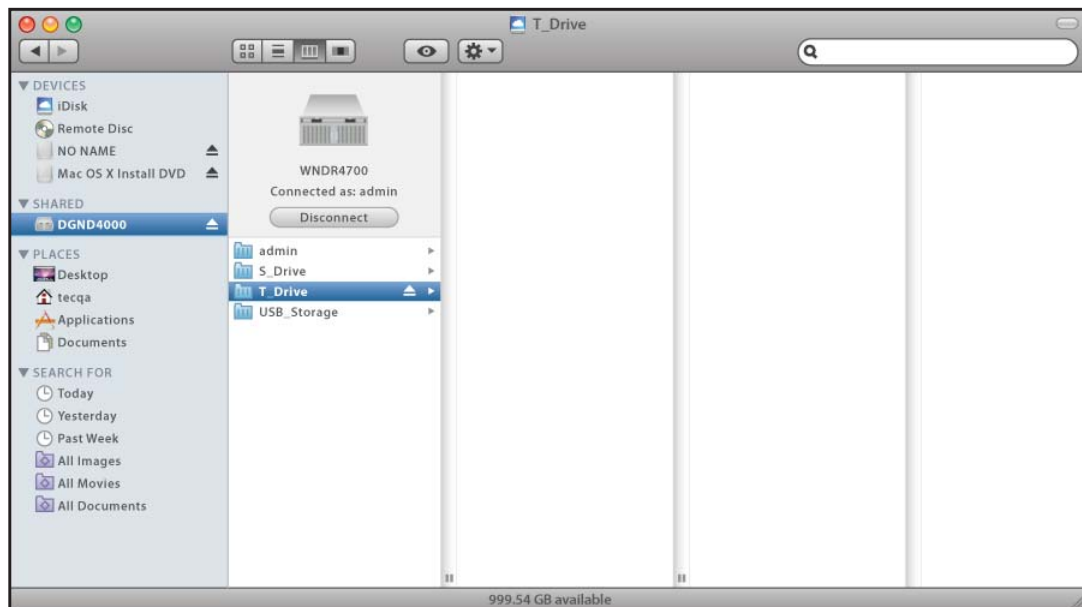 T_Drive
DEVICES
iDisk
Remote Disc
NO NAME
Mac OS X Install DVD
SHARED
DGND4000
PLACES
Desktop
tecqa
Applications
Documents
SEARCH FOR
Today
Yesterday
Past Week
All Images
All Movies
All Documents
WNDR4700
Connected as: admin
Disconnect
admin
S_Drive
T_Drive
USB_Storage
999.54 GB available